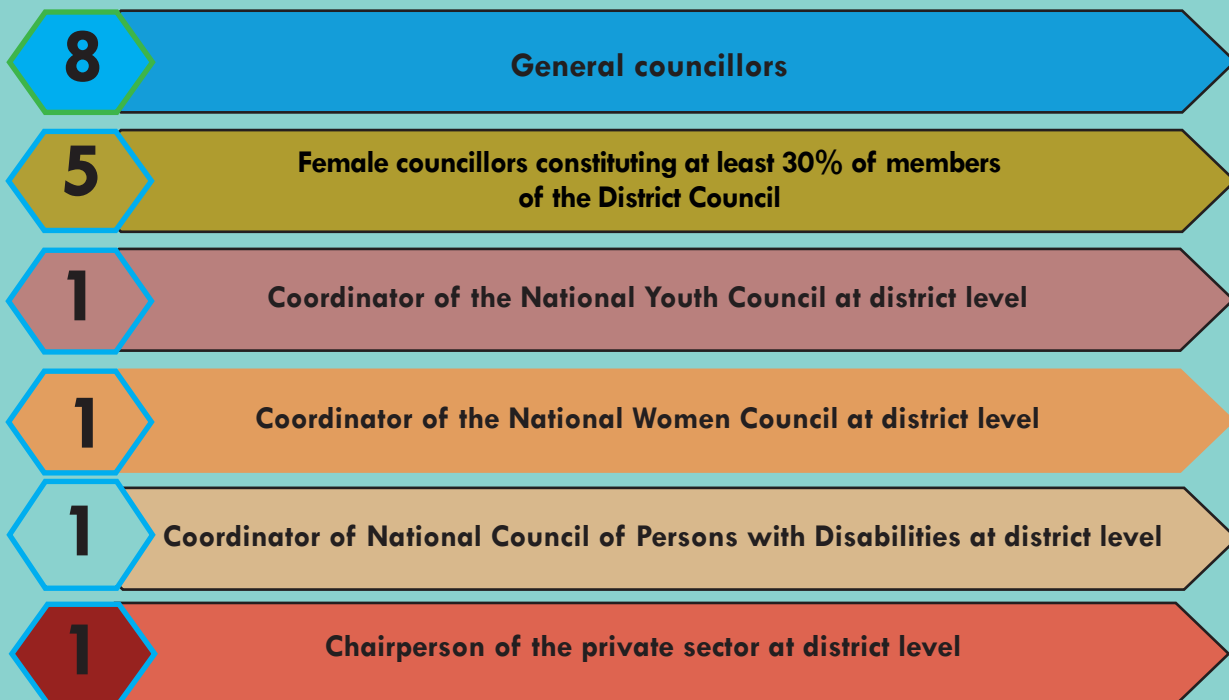 8
General councillors
5
Female councillors constituting at least 30% of members
of the District Council
1
Coordinator of the National Youth Council at district level
1
Coordinator of the National Women Council at district level
1
Coordinator of National Council of Persons with Disabilities at district level
1
Chairperson of the private sector at district level